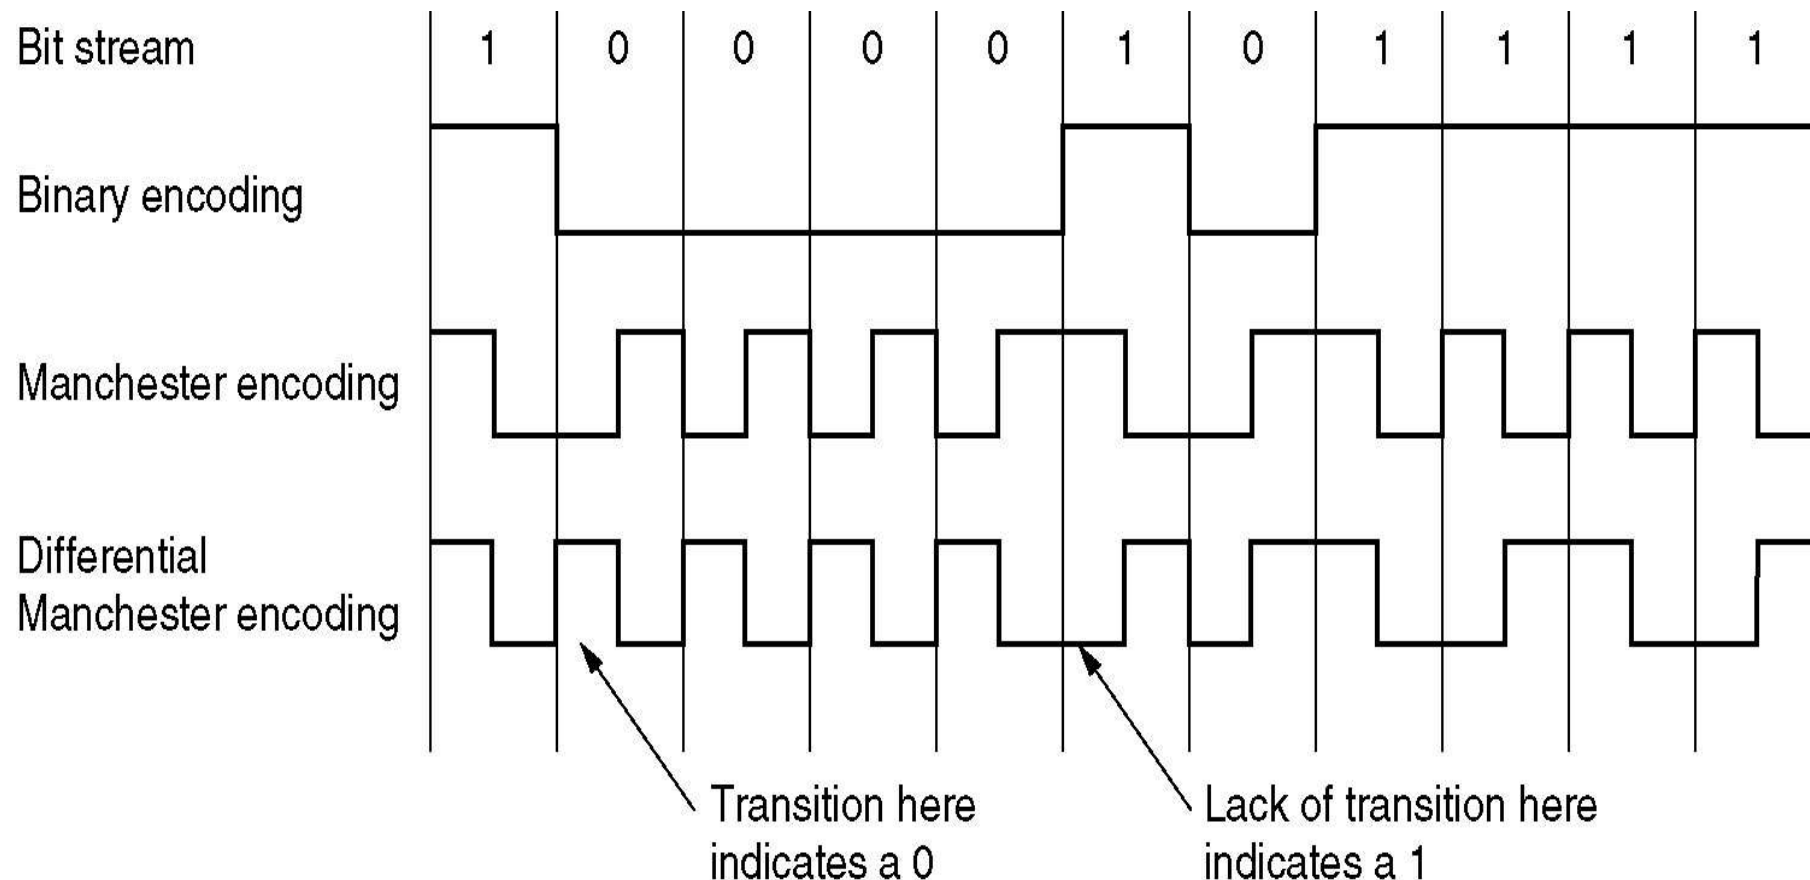 Bit stream 1 0 0 0 0 1 0 1 1 1 1
Binary encoding
Manchester encoding
Differential
Manchester encoding
Transition here
indicates a 0
Lack of transition here
indicates a 1